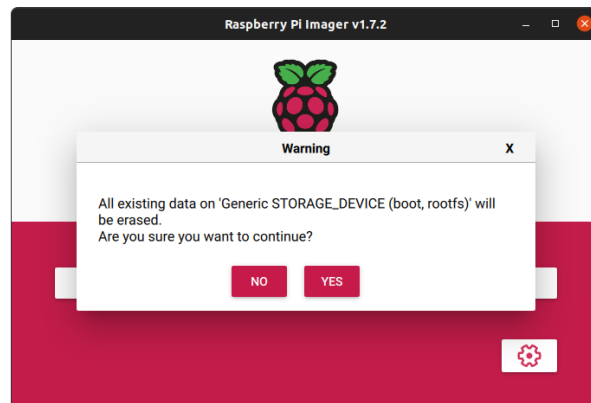 Raspberry Pi Imager v1.7.2
Warning
X
All existing data on 'Generic STORAGE_DEVICE (boot, rootfs)' will
be erased.
Are you sure you want to continue?
NO
YES